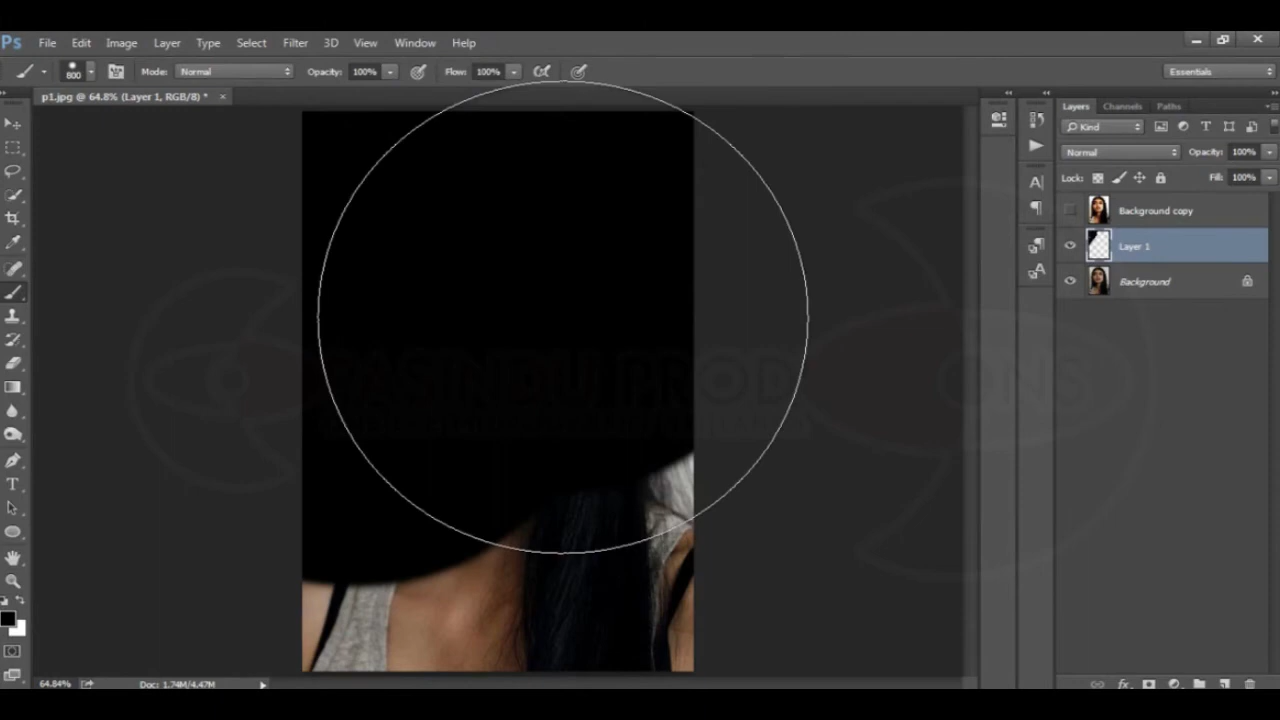 Ps File Edit Image Layer Type Select Filter 3D View Window Help
800 Mode: Normal Opacity: 100% Flow: 100% Essentials
p1.jpg @ 64.8% (Layer 1, RGB/8) * ×
Layers Channels Paths
Kind
Normal Opacity: 100%
Lock: Fill: 100%
Background copy
Layer 1
Background
64.84% Doc: 1.74M/4.47M